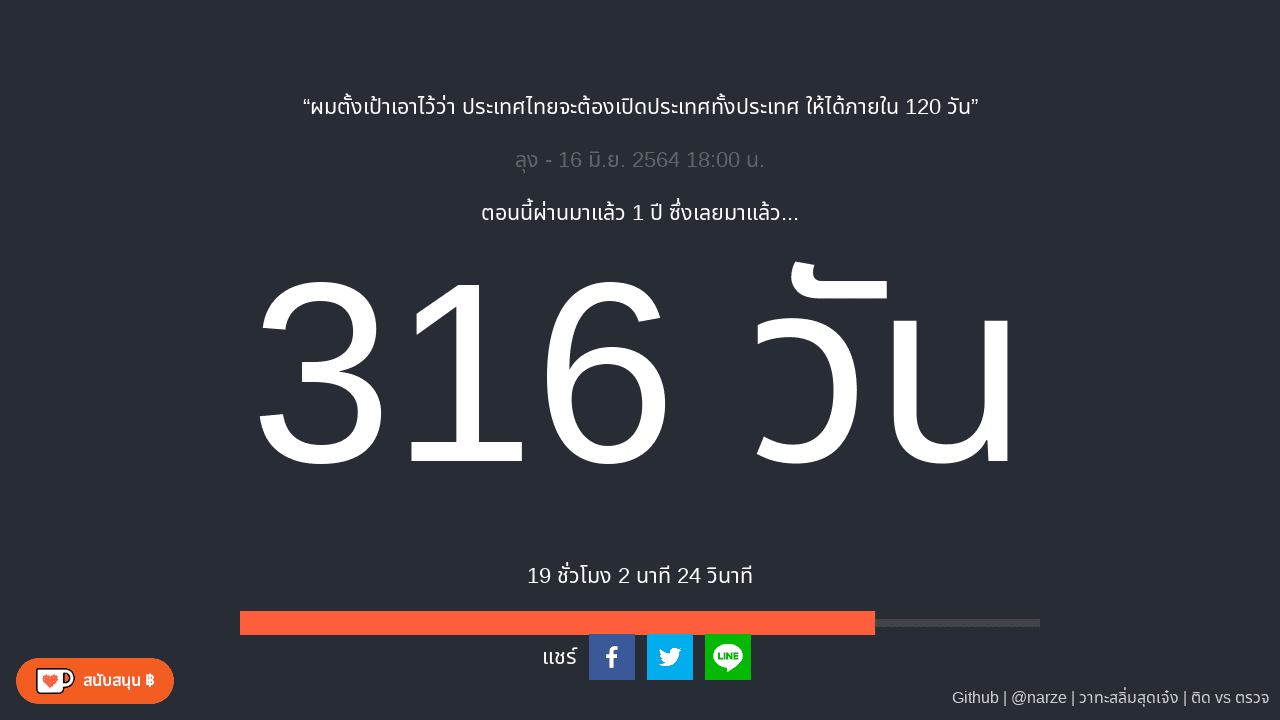 “ผมตั้งเป้าเอาไว้ว่า ประเทศไทยจะต้องเปิดประเทศทั้งประเทศ ให้ได้ภายใน 120 วัน”
ลุง - 16 มิ.ย. 2564 18:00 น.
ตอนนี้ผ่านมาแล้ว 1 ปี ซึ่งเลยมาแล้ว...
316 วัน
19 ชั่วโมง 2 นาที 24 วินาที
แชร์
LINE
สนับสนุน ฿
Github | @narze | วาทะสลิ่มสุดเจ๋ง | ติด vs ตรวจ